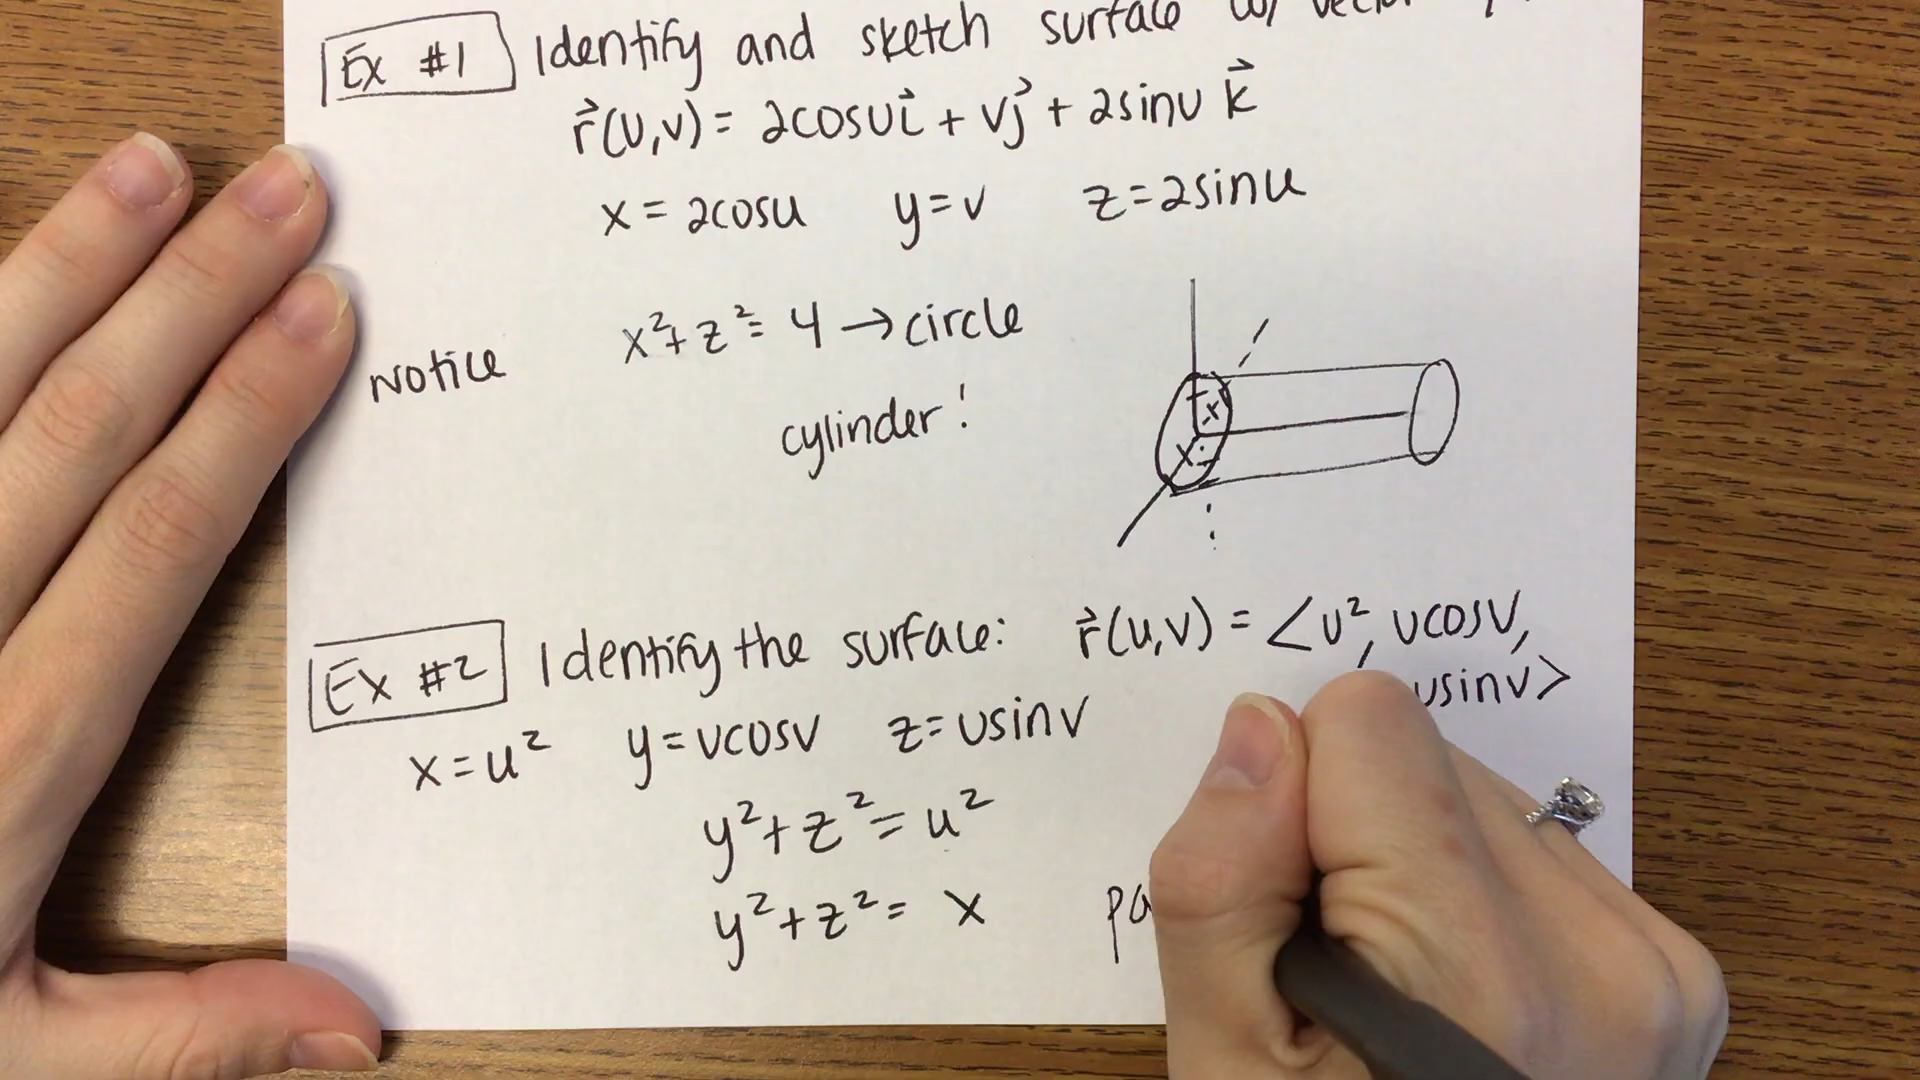 Ex #1 Identify and sketch surface w/
r⃗(u,v) = 2cosu i⃗ + v j⃗ + 2sinu k⃗
x = 2cosu y = v z = 2sinu
Notice x²+z² = 4 → circle
cylinder!
x
x
Ex #2 Identify the surface: r⃗(u,v) = <u², ucosv,
usinv>
x = u² y = ucosv z = usinv
y²+z² = u²
y²+z² = x